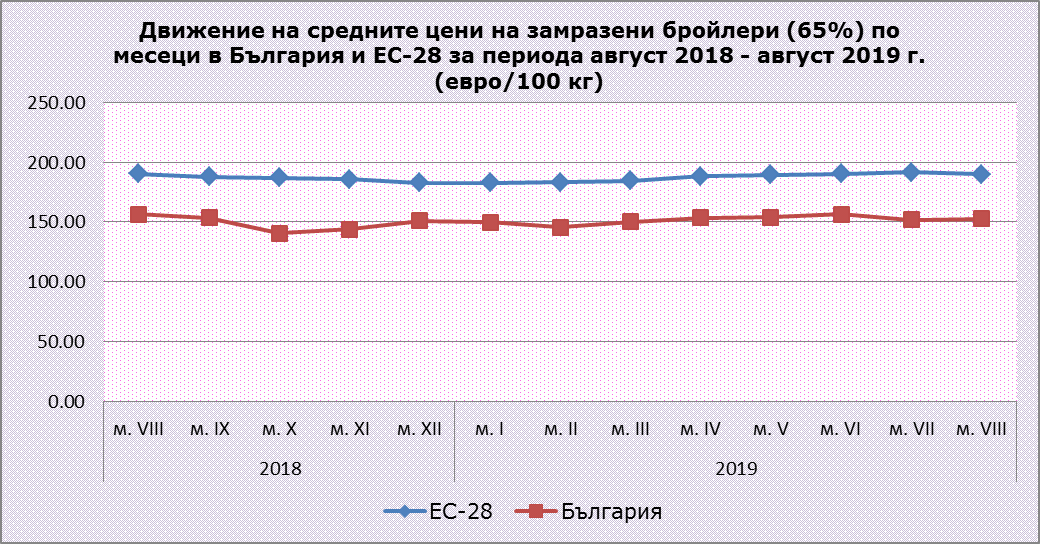 Движение на средните цени на замразени бройлери (65%) по
месеци в България и ЕС-28 за периода август 2018 - август 2019 г.
(евро/100 кг)
250.00
200.00
150.00
100.00
50.00
0.00
м. VIII м. IX м. X м. XI м. XII м. I м. II м. III м. IV м. V м. VI м. VII м. VIII
2018 2019
ЕС-28 България